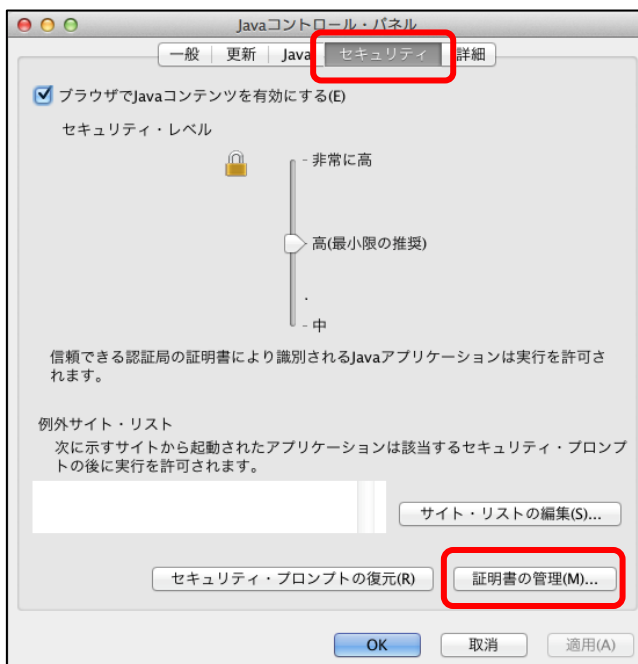 Javaコントロール・パネル
一般 更新 Java セキュリティ 詳細
ブラウザでJavaコンテンツを有効にする(E)
セキュリティ・レベル
- 非常に高
高(最小限の推奨)
- 中
信頼できる認証局の証明書により識別されるJavaアプリケーションは実行を許可さ
れます。
例外サイト・リスト
次に示すサイトから起動されたアプリケーションは該当するセキュリティ・プロンプ
トの後に実行を許可されます。
サイト・リストの編集(S)...
セキュリティ・プロンプトの復元(R) 証明書の管理(M)...
OK 取消 適用(A)